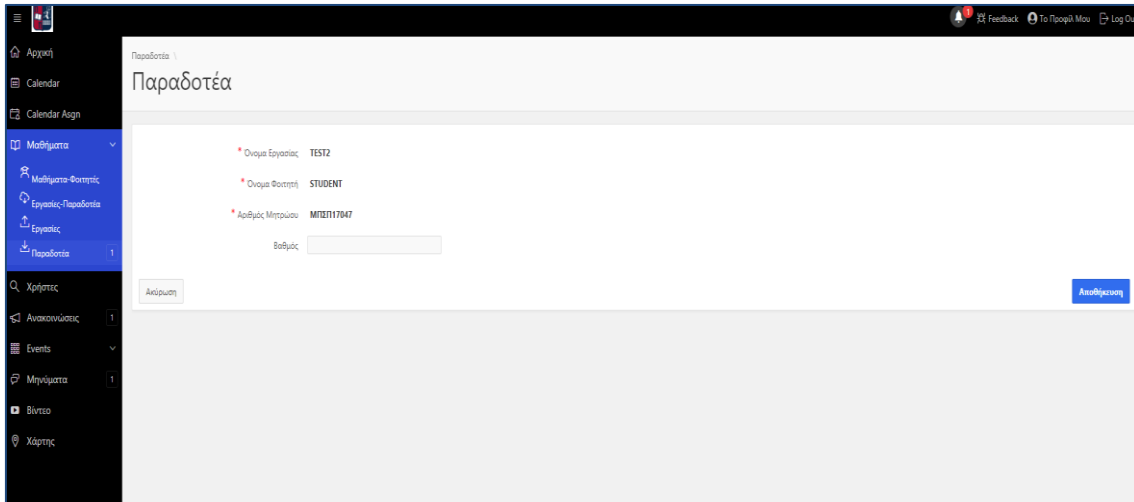 1
Feedback
Το Προφίλ Μου
Log Ou
Αρχική
Calendar
Calendar Asgn
Μαθήματα
Μαθήματα-Φοιτητές
Εργασίες-Παραδοτέα
Εργασίες
Παραδοτέα 1
Χρήστες
Ανακοινώσεις 1
Events
Μηνύματα 1
Βίντεο
Χάρτης
Παραδοτέα \
Παραδοτέα
* Ονομα Εργασίας TEST2
* Ονομα Φοιτητή STUDENT
* Αριθμός Μητρώου ΜΠΣΠ17047
Βαθμός
Ακύρωση
Αποθήκευση